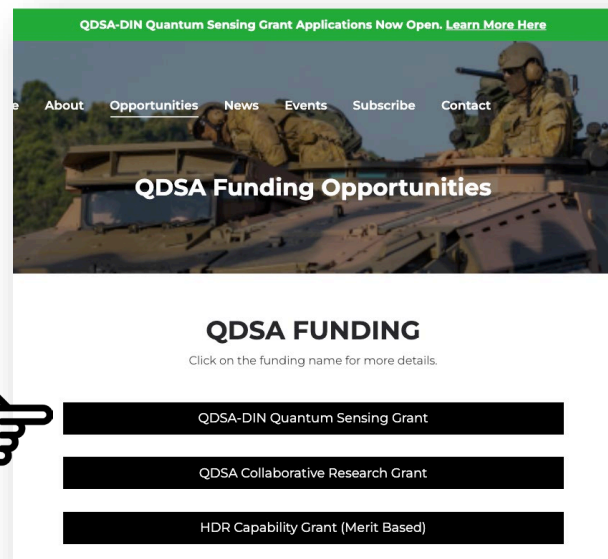 QDSA-DIN Quantum Sensing Grant Applications Now Open. Learn More Here
e About Opportunities News Events Subscribe Contact
QDSA Funding Opportunities
QDSA FUNDING
Click on the funding name for more details.
QDSA-DIN Quantum Sensing Grant
QDSA Collaborative Research Grant
HDR Capability Grant (Merit Based)